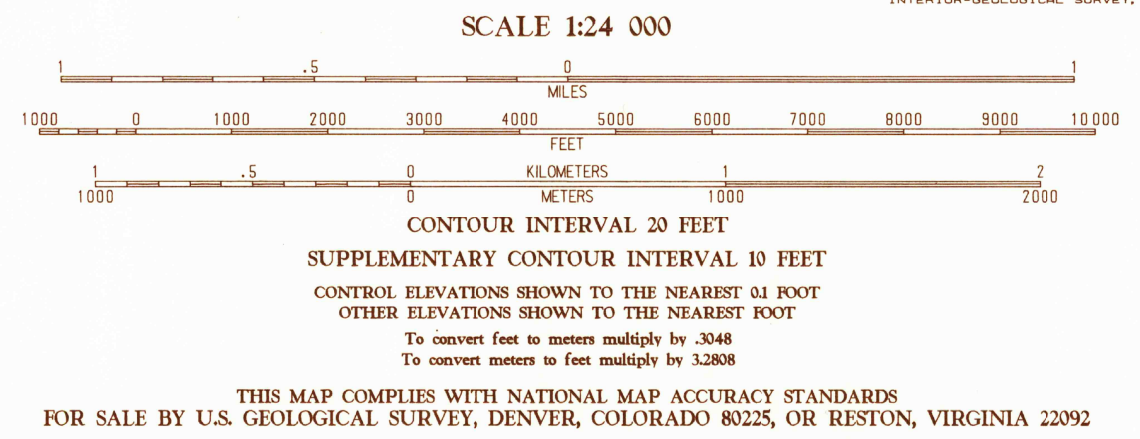 INTERIOR-GEOLOGICAL SURVEY,
SCALE 1:24 000
1 .5 0 1
MILES
1000 0 1000 2000 3000 4000 5000 6000 7000 8000 9000 10 000
FEET
1 .5 0 KILOMETERS 1 2
1000 0 METERS 1000 2000
CONTOUR INTERVAL 20 FEET
SUPPLEMENTARY CONTOUR INTERVAL 10 FEET
CONTROL ELEVATIONS SHOWN TO THE NEAREST 0.1 FOOT
OTHER ELEVATIONS SHOWN TO THE NEAREST FOOT
To convert feet to meters multiply by .3048
To convert meters to feet multiply by 3.2808
THIS MAP COMPLIES WITH NATIONAL MAP ACCURACY STANDARDS
FOR SALE BY U.S. GEOLOGICAL SURVEY, DENVER, COLORADO 80225, OR RESTON, VIRGINIA 22092